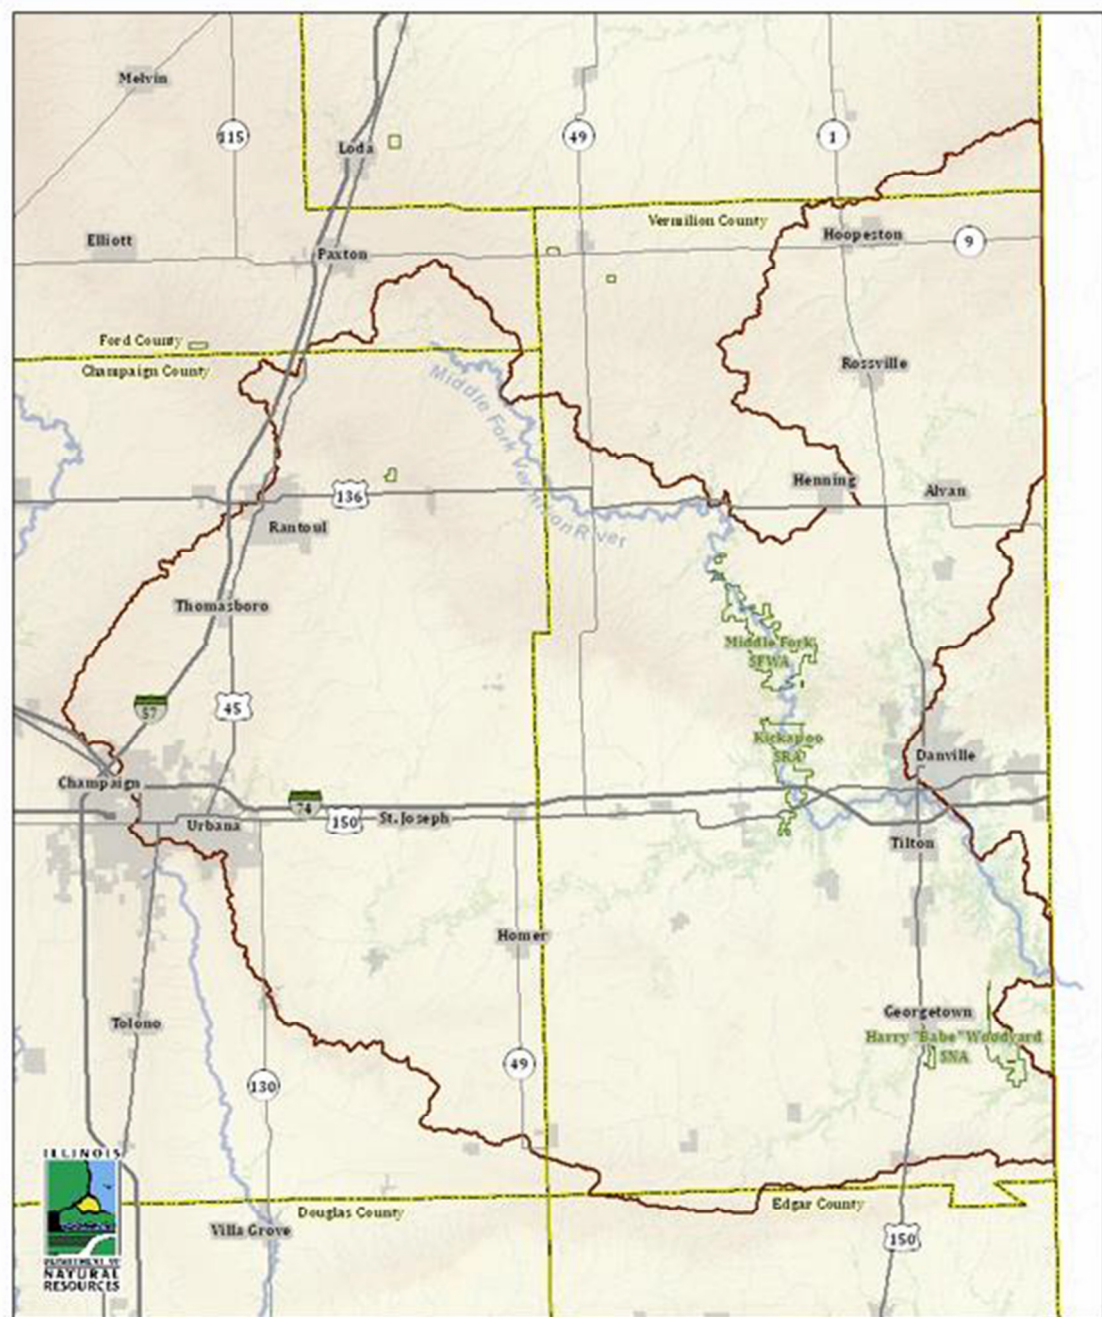 Melvin
115
Loda
49
1
Elliott
Paxton
Vermilion County
Hoopeston
9
Ford County
Champaign County
Rossville
Middle Fork Vermilion River
136
Rantoul
Henning
Alvan
Thomasboro
Middle Fork
SFWA
57
45
Kickapoo
SRA
Champaign
Danville
74
150
St. Joseph
Urbana
Tilton
Homer
Tolono
Georgetown
Harry "Babe" Woodyard
SNA
49
130
ILLINOIS
DEPARTMENT OF
NATURAL
RESOURCES
Douglas County
Edgar County
Villa Grove
150